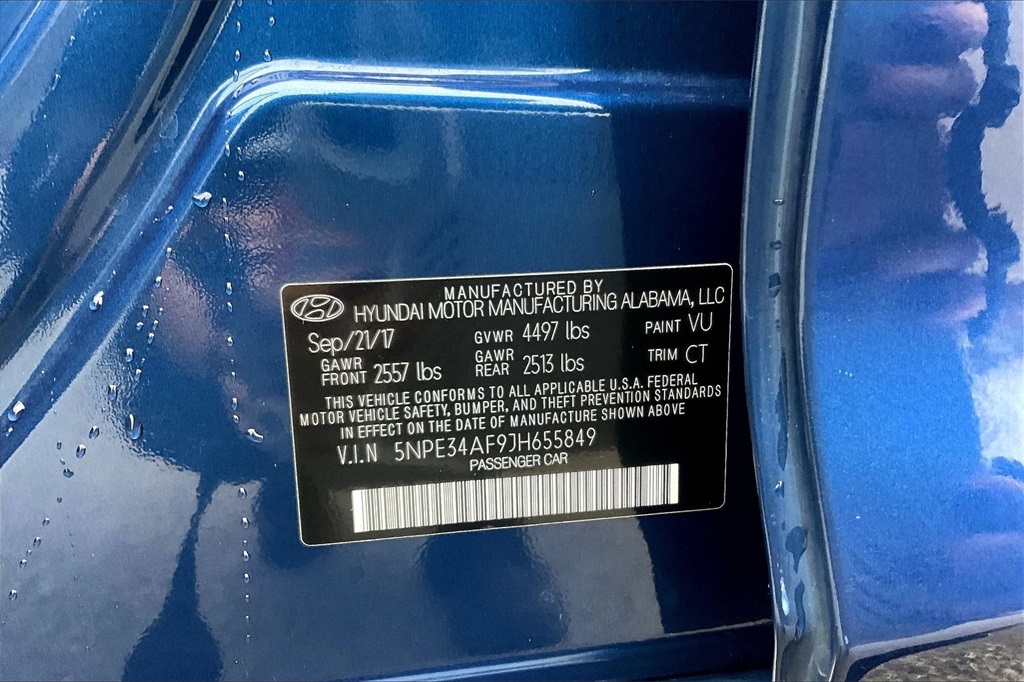 MANUFACTURED BY
HYUNDAI MOTOR MANUFACTURING ALABAMA, LLC
Sep/21/17 GVWR 4497 lbs PAINT VU
GAWR FRONT 2557 lbs GAWR REAR 2513 lbs TRIM CT
THIS VEHICLE CONFORMS TO ALL APPLICABLE U.S.A. FEDERAL
MOTOR VEHICLE SAFETY, BUMPER, AND THEFT PREVENTION STANDARDS
IN EFFECT ON THE DATE OF MANUFACTURE SHOWN ABOVE
V.I.N 5NPE34AF9JH655849
PASSENGER CAR